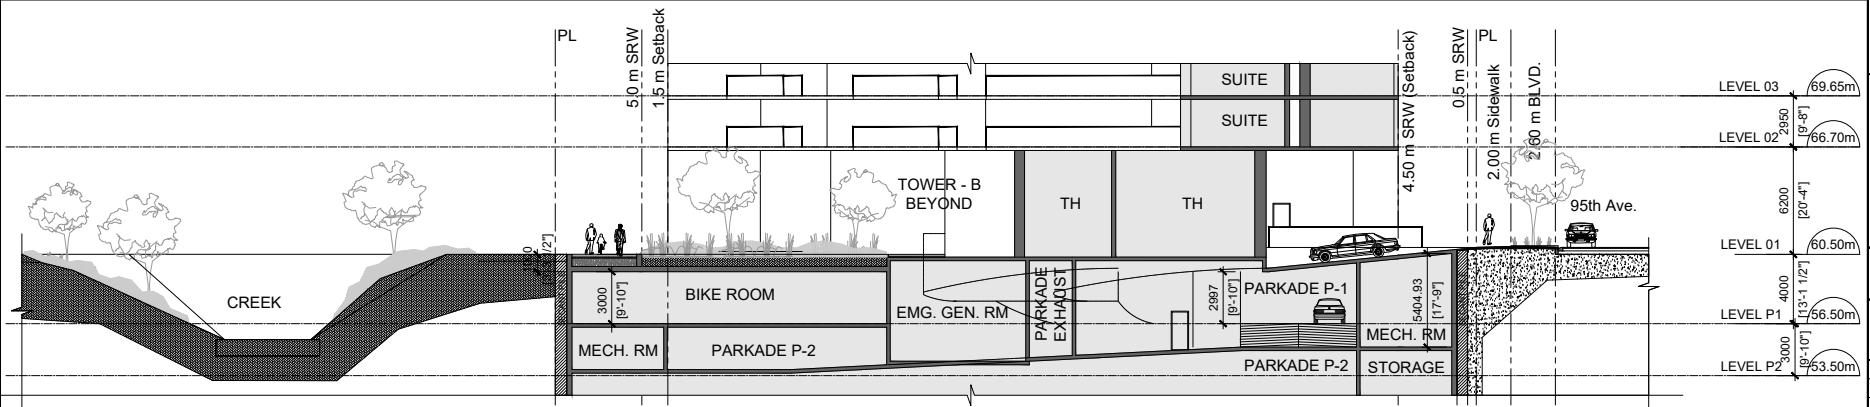 PL
5.0 m SRW
1.5 m Setback
4.50 m SRW (Setback)
0.5 m SRW
PL
2.00 m Sidewalk
2.60 m BLVD.
SUITE
SUITE
LEVEL 03
69.65m
2950
[9'-8"]
LEVEL 02
66.70m
TOWER - B
BEYOND
TH
TH
6200
[20'-4"]
95th Ave.
LEVEL 01
60.50m
CREEK
3000
[9'-10"]
BIKE ROOM
EMG. GEN. RM
PARKADE
EXHAUST
2997
[9'-10"]
PARKADE P-1
5404.93
[17'-9"]
4000
[13'-1 1/2"]
LEVEL P1
56.50m
MECH. RM
PARKADE P-2
MECH. RM
PARKADE P-2
STORAGE
3000
[9'-10"]
LEVEL P2
53.50m